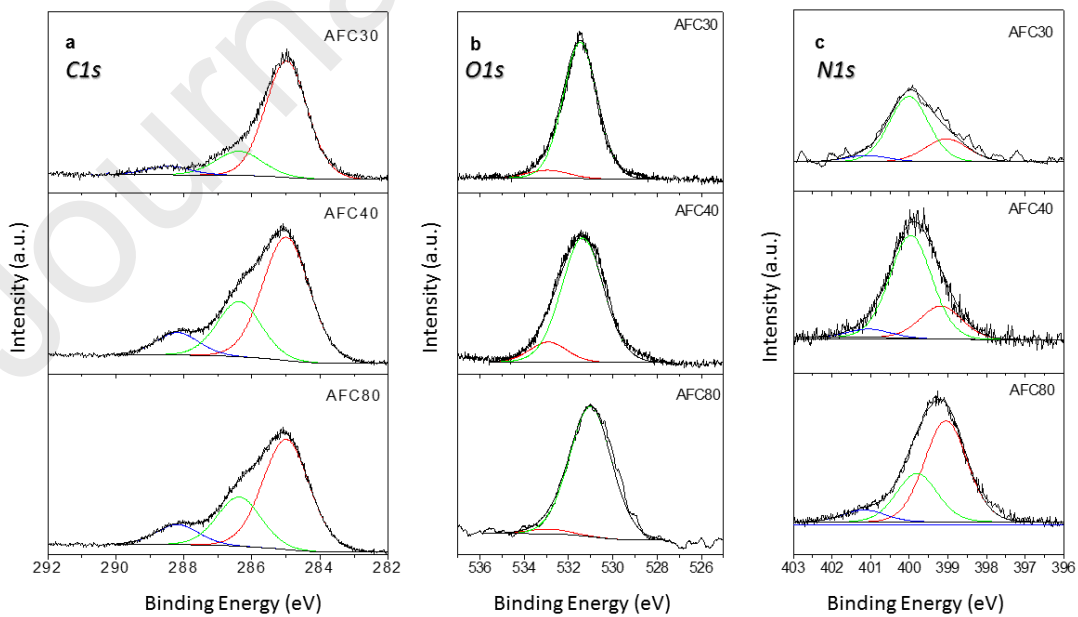 Journa
a
C1s
AFC30
AFC40
AFC80
Intensity (a.u.)
292 290 288 286 284 282
Binding Energy (eV)
b
O1s
AFC30
AFC40
AFC80
Intensity (a.u.)
536 534 532 530 528 526
Binding Energy (eV)
c
N1s
AFC30
AFC40
AFC80
Intensity (a.u.)
403 402 401 400 399 398 397 396
Binding Energy (eV)